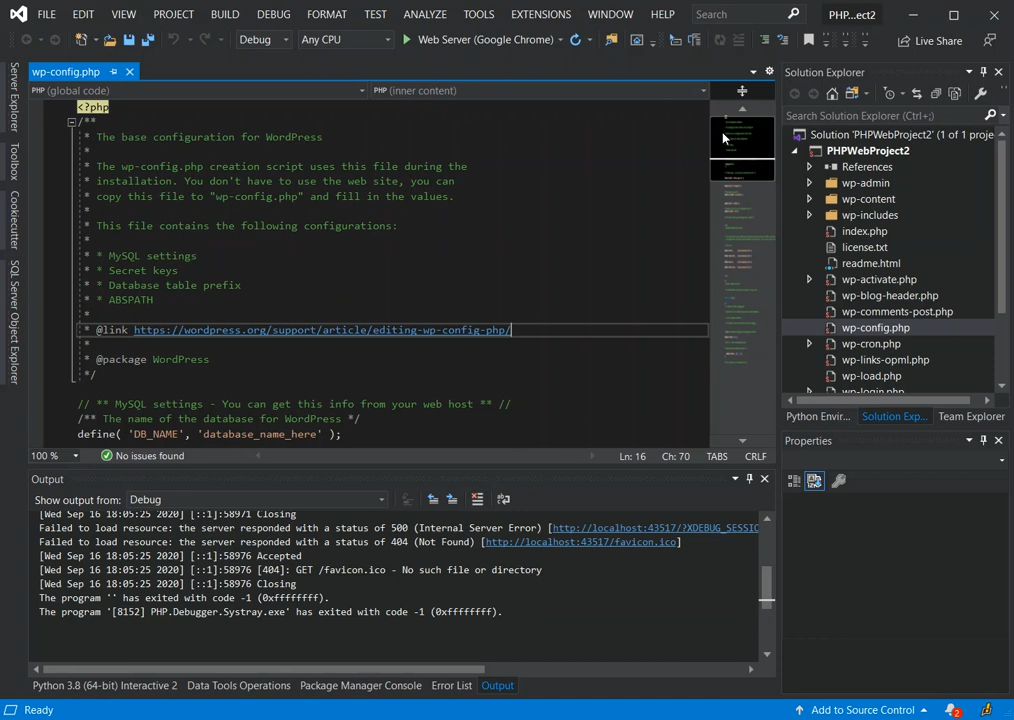 FILE EDIT VIEW PROJECT BUILD DEBUG FORMAT TEST ANALYZE TOOLS EXTENSIONS WINDOW HELP Search PHP...ect2
Debug Any CPU Web Server (Google Chrome) Live Share
Server Explorer
Toolbox
Cookiecutter
SQL Server Object Explorer
wp-config.php
PHP (global code) PHP (inner content)
<?php
/**
* The base configuration for WordPress
*
* The wp-config.php creation script uses this file during the
* installation. You don't have to use the web site, you can
* copy this file to "wp-config.php" and fill in the values.
*
* This file contains the following configurations:
*
* * MySQL settings
* * Secret keys
* * Database table prefix
* * ABSPATH
*
* @link https://wordpress.org/support/article/editing-wp-config-php/
*
* @package WordPress
*/
// ** MySQL settings - You can get this info from your web host ** //
/** The name of the database for WordPress */
define( 'DB_NAME', 'database_name_here' );
100 % No issues found Ln: 16 Ch: 70 TABS CRLF
Output
Show output from: Debug
[Wed Sep 16 18:05:25 2020] [::1]:58971 Closing
Failed to load resource: the server responded with a status of 500 (Internal Server Error) [http://localhost:43517/?XDEBUG_SESSIO
Failed to load resource: the server responded with a status of 404 (Not Found) [http://localhost:43517/favicon.ico]
[Wed Sep 16 18:05:25 2020] [::1]:58976 Accepted
[Wed Sep 16 18:05:25 2020] [::1]:58976 [404]: GET /favicon.ico - No such file or directory
[Wed Sep 16 18:05:25 2020] [::1]:58976 Closing
The program '' has exited with code -1 (0xffffffff).
The program '[8152] PHP.Debugger.Systray.exe' has exited with code -1 (0xffffffff).
Python 3.8 (64-bit) Interactive 2 Data Tools Operations Package Manager Console Error List Output
Solution Explorer
Search Solution Explorer (Ctrl+;)
Solution 'PHPWebProject2' (1 of 1 proje
PHPWebProject2
References
wp-admin
wp-content
wp-includes
index.php
license.txt
readme.html
wp-activate.php
wp-blog-header.php
wp-comments-post.php
wp-config.php
wp-cron.php
wp-links-opml.php
wp-load.php
wp-login.php
Python Envir... Solution Exp... Team Explorer
Properties
Ready Add to Source Control 2